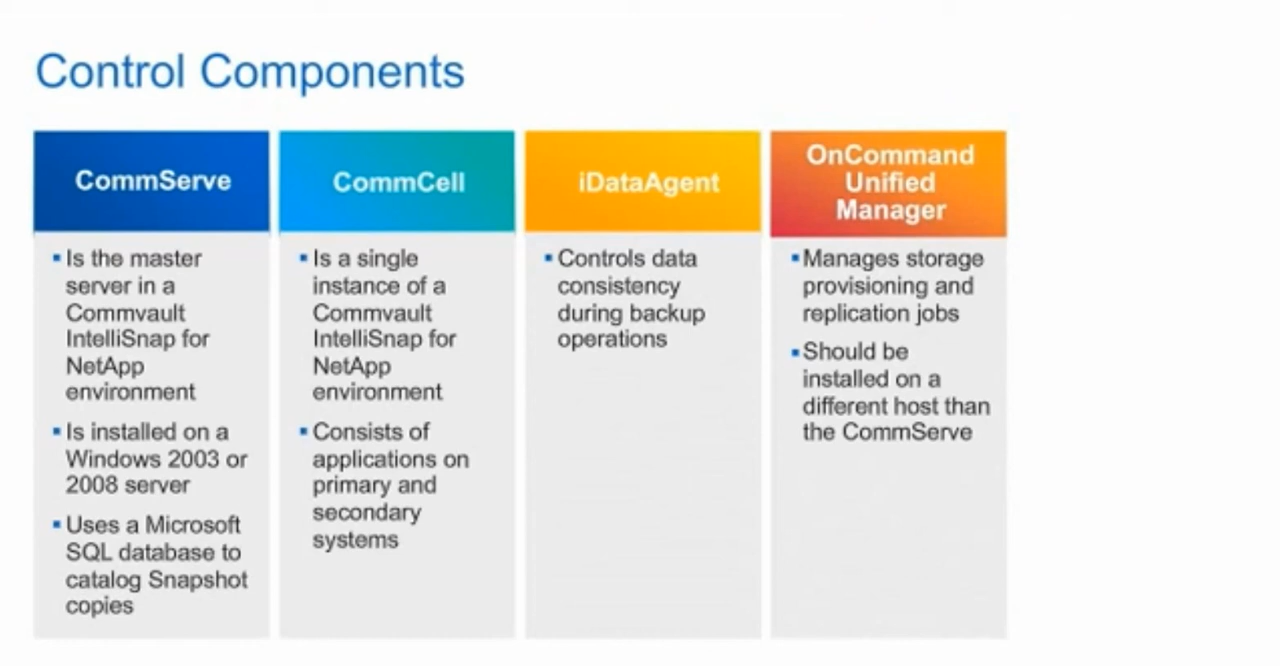 Control Components
CommServe
▪ Is the master
server in a
Commvault
IntelliSnap for
NetApp
environment
▪ Is installed on a
Windows 2003 or
2008 server
▪ Uses a Microsoft
SQL database to
catalog Snapshot
copies
CommCell
▪ Is a single
instance of a
Commvault
IntelliSnap for
NetApp
environment
▪ Consists of
applications on
primary and
secondary
systems
iDataAgent
▪ Controls data
consistency
during backup
operations
OnCommand
Unified
Manager
▪ Manages storage
provisioning and
replication jobs
▪ Should be
installed on a
different host than
the CommServe